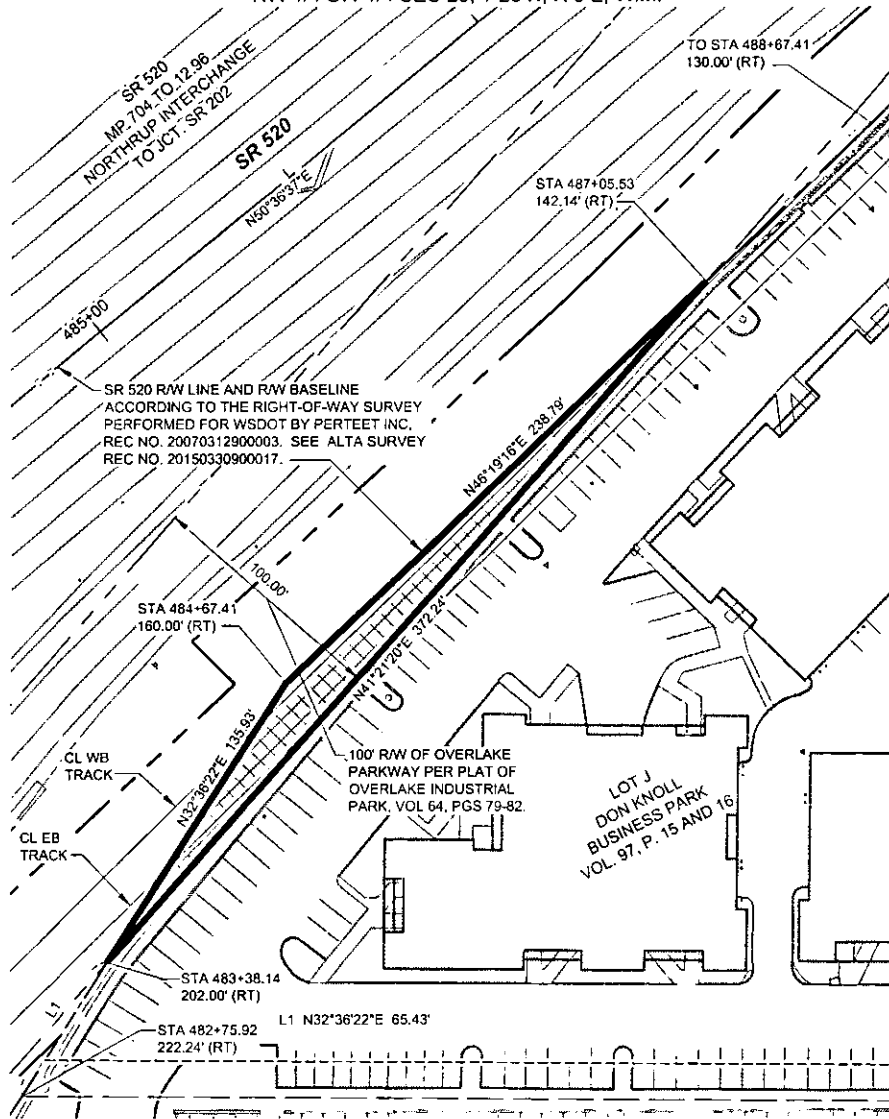 TO STA 488+67.41
130.00' (RT)
SR 520
MP 7.04 TO 12.96
NORTHRUP INTERCHANGE
TO JCT. SR 202
SR 520
N50°36'37"E
STA 487+05.53
142.14' (RT)
485+00
SR 520 R/W LINE AND R/W BASELINE
ACCORDING TO THE RIGHT-OF-WAY SURVEY
PERFORMED FOR WSDOT BY PERTEET INC,
REC NO. 20070312900003. SEE ALTA SURVEY
REC NO. 20150330900017.
N46°19'16"E 238.79'
100.00'
STA 484+67.41
160.00' (RT)
N41°21'20"E 372.24'
N32°36'22"E 135.93'
CL WB
TRACK
100' R/W OF OVERLAKE
PARKWAY PER PLAT OF
OVERLAKE INDUSTRIAL
PARK, VOL 64, PGS 79-82.
LOT J
DON KNOLL
BUSINESS PARK
VOL. 97, P. 15 AND 16
CL EB
TRACK
STA 483+38.14
202.00' (RT)
L1
L1 N32°36'22"E 65.43'
STA 482+75.92
222.24' (RT)